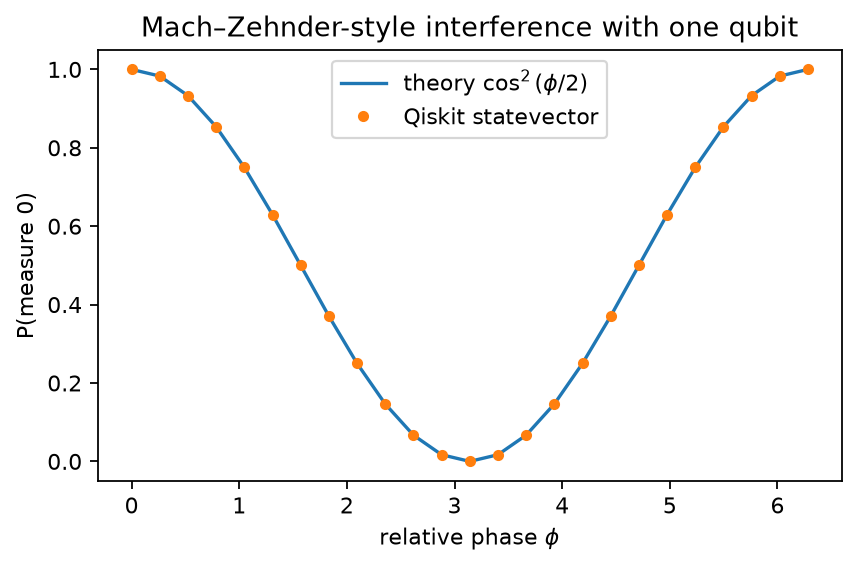 Mach–Zehnder-style interference with one qubit
theory cos²(ϕ/2)
Qiskit statevector
P(measure 0)
1.0
0.8
0.6
0.4
0.2
0.0
0 1 2 3 4 5 6
relative phase ϕ